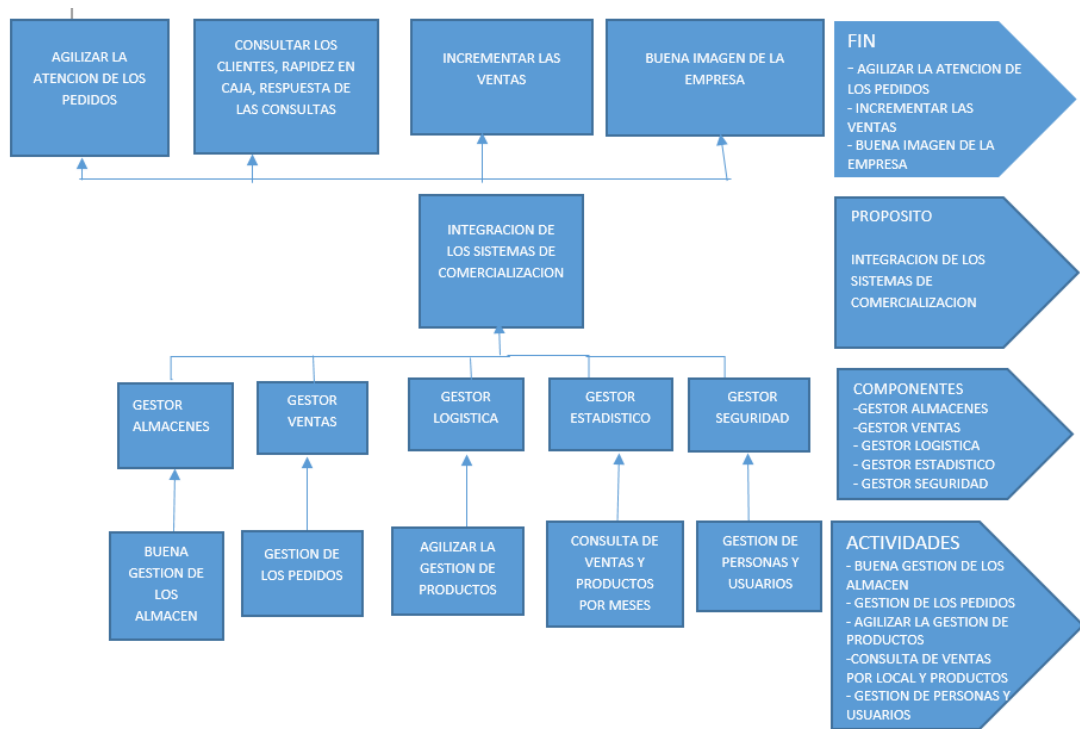 AGILIZAR LA
ATENCION DE LOS
PEDIDOS
CONSULTAR LOS
CLIENTES, RAPIDEZ EN
CAJA, RESPUESTA DE
LAS CONSULTAS
INCREMENTAR LAS
VENTAS
BUENA IMAGEN DE LA
EMPRESA
FIN
- AGILIZAR LA ATENCION DE
LOS PEDIDOS
- INCREMENTAR LAS
VENTAS
- BUENA IMAGEN DE LA
EMPRESA
INTEGRACION DE
LOS SISTEMAS DE
COMERCIALIZACION
PROPOSITO
INTEGRACION DE LOS
SISTEMAS DE
COMERCIALIZACION
GESTOR
ALMACENES
GESTOR
VENTAS
GESTOR
LOGISTICA
GESTOR
ESTADISTICO
GESTOR
SEGURIDAD
COMPONENTES
-GESTOR ALMACENES
-GESTOR VENTAS
- GESTOR LOGISTICA
- GESTOR ESTADISTICO
- GESTOR SEGURIDAD
BUENA
GESTION DE
LOS
ALMACEN
GESTION DE
LOS PEDIDOS
AGILIZAR LA
GESTION DE
PRODUCTOS
CONSULTA DE
VENTAS Y
PRODUCTOS
POR MESES
GESTION DE
PERSONAS Y
USUARIOS
ACTIVIDADES
- BUENA GESTION DE LOS
ALMACEN
- GESTION DE LOS PEDIDOS
- AGILIZAR LA GESTION DE
PRODUCTOS
-CONSULTA DE VENTAS
POR LOCAL Y PRODUCTOS
- GESTION DE PERSONAS Y
USUARIOS